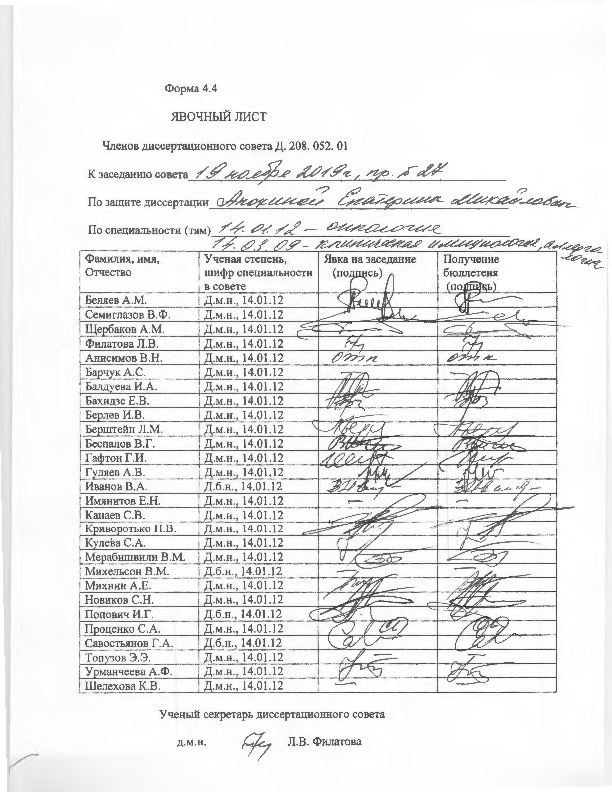 Форма 4.4
ЯВОЧНЫЙ ЛИСТ
Членов диссертационного совета Д. 208. 052. 01
К заседанию совета 19 ноября 2019г, пр. № 27
По защите диссертации Екатерины Михайловны
По специальности (тям) 14.01.12 – онкология
14.03.09 - клиническая иммунология, аллергология
Фамилия, имя, Отчество Ученая степень, шифр специальности в совете Явка на заседание (подпись) Получение бюллетеня (подпись)
Беляев А.М. Д.м.н., 14.01.12
Семиглазов В.Ф. Д.м.н., 14.01.12
Щербаков А.М. Д.м.н., 14.01.12
Филатова Л.В. Д.м.н., 14.01.12
Анисимов В.Н. Д.м.н., 14.01.12
Барчук А.С. Д.м.н., 14.01.12
Балдуева И.А. Д.м.н., 14.01.12
Бахидзе Е.В. Д.м.н., 14.01.12
Берлев И.В. Д.м.н., 14.01.12
Берштейн Л.М. Д.м.н., 14.01.12
Беспалов В.Г. Д.м.н., 14.01.12
Гафтон Г.И. Д.м.н., 14.01.12
Гуляев А.В. Д.м.н., 14.01.12
Иванов В.А. Д.б.н., 14.01.12
Имянитов Е.Н. Д.м.н., 14.01.12 — —
Канаев С.В. Д.м.н., 14.01.12
Криворотько П.В. Д.м.н., 14.01.12
Кулева С.А. Д.м.н., 14.01.12
Мерабишвили В.М. Д.м.н., 14.01.12
Михельсон В.М. Д.б.н., 14.01.12
Михнин А.Е. Д.м.н., 14.01.12
Новиков С.Н. Д.м.н., 14.01.12
Попович И.Г. Д.б.н., 14.01.12
Проценко С.А. Д.м.н., 14.01.12
Савостьянов Г.А. Д.б.н., 14.01.12
Топузов Э.Э. Д.м.н., 14.01.12
Урманчеева А.Ф. Д.м.н., 14.01.12
Шелехова К.В. Д.м.н., 14.01.12 — —
Ученый секретарь диссертационного совета
д.м.н. Л.В. Филатова